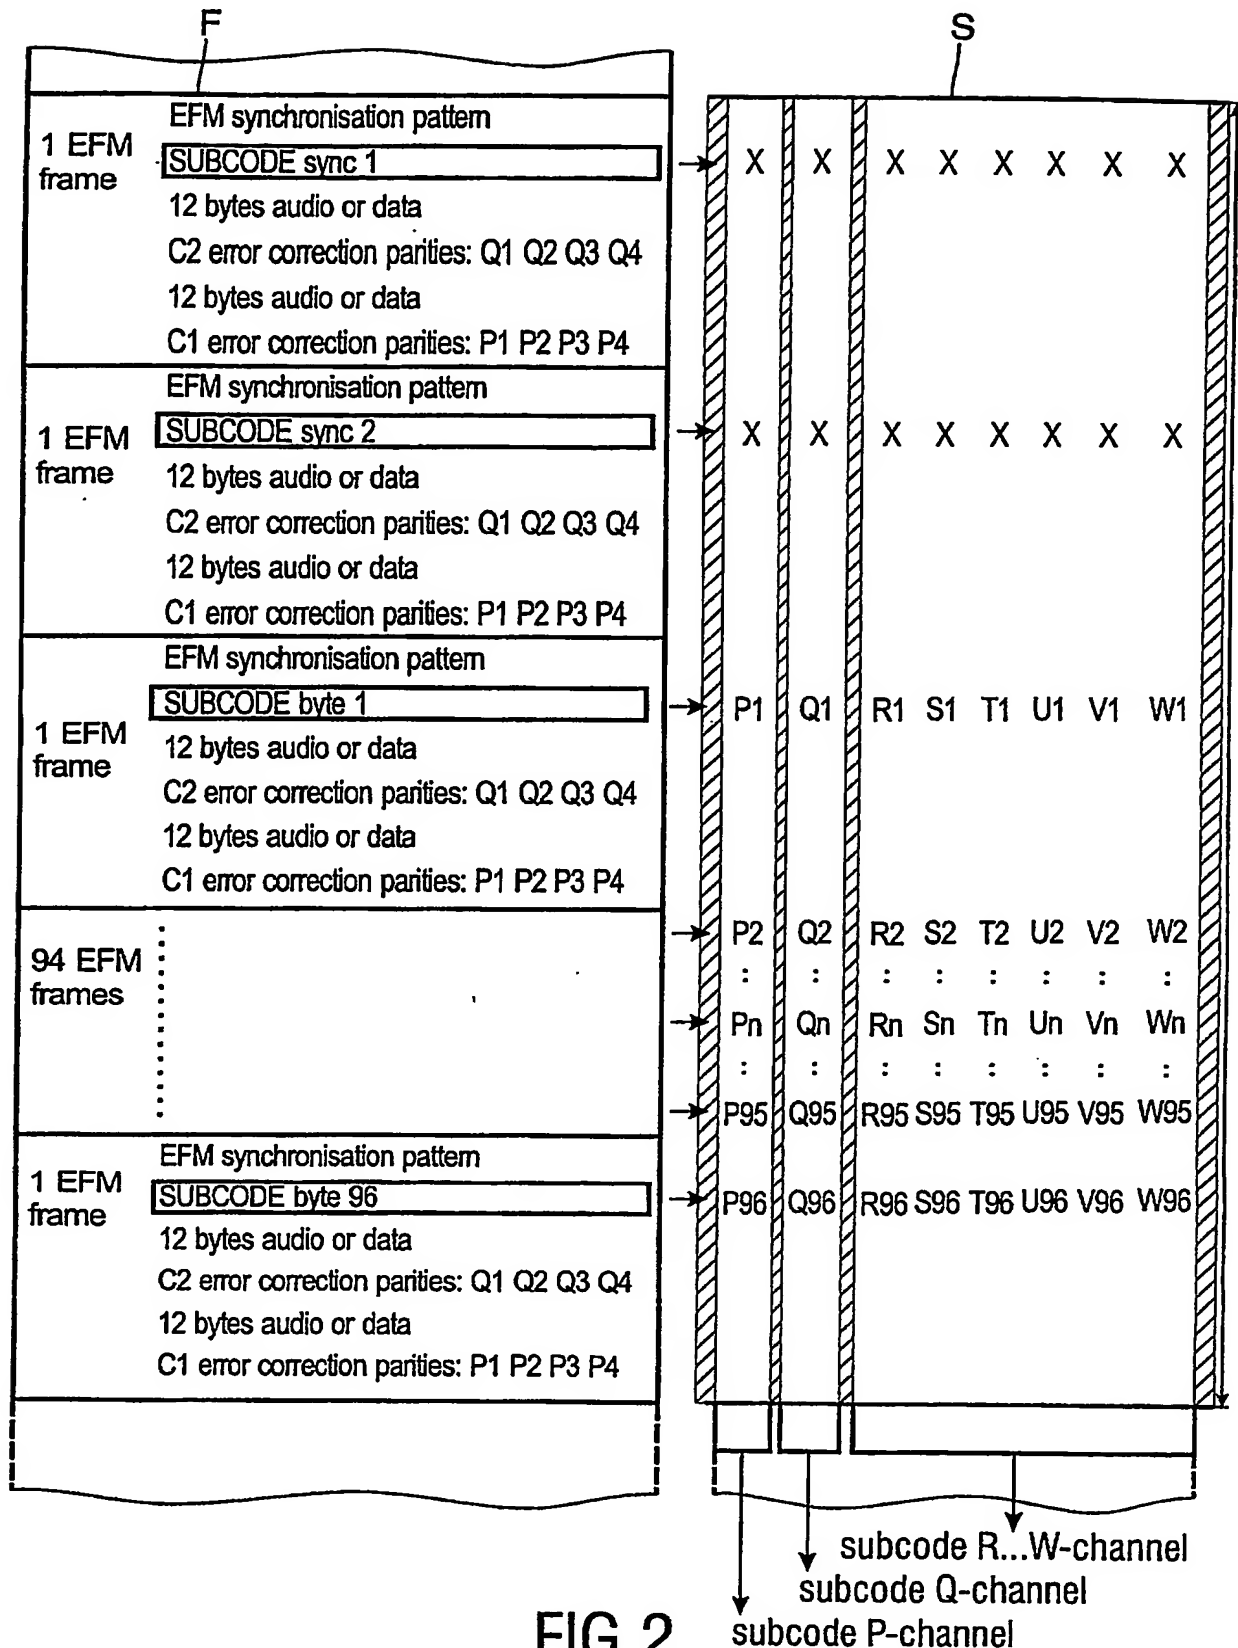 F
S
EFM synchronisation pattern
1 EFM
frame
SUBCODE sync 1
X X X X X X X X
12 bytes audio or data
C2 error correction parities: Q1 Q2 Q3 Q4
12 bytes audio or data
C1 error correction parities: P1 P2 P3 P4
EFM synchronisation pattern
1 EFM
frame
SUBCODE sync 2
X X X X X X X X
12 bytes audio or data
C2 error correction parities: Q1 Q2 Q3 Q4
12 bytes audio or data
C1 error correction parities: P1 P2 P3 P4
EFM synchronisation pattern
1 EFM
frame
SUBCODE byte 1
P1 Q1 R1 S1 T1 U1 V1 W1
12 bytes audio or data
C2 error correction parities: Q1 Q2 Q3 Q4
12 bytes audio or data
C1 error correction parities: P1 P2 P3 P4
94 EFM
frames
P2 Q2 R2 S2 T2 U2 V2 W2
: : : : : : : :
Pn Qn Rn Sn Tn Un Vn Wn
: : : : : : : :
P95 Q95 R95 S95 T95 U95 V95 W95
EFM synchronisation pattern
1 EFM
frame
SUBCODE byte 96
P96 Q96 R96 S96 T96 U96 V96 W96
12 bytes audio or data
C2 error correction parities: Q1 Q2 Q3 Q4
12 bytes audio or data
C1 error correction parities: P1 P2 P3 P4
subcode R...W-channel
subcode Q-channel
subcode P-channel
FIG. 2